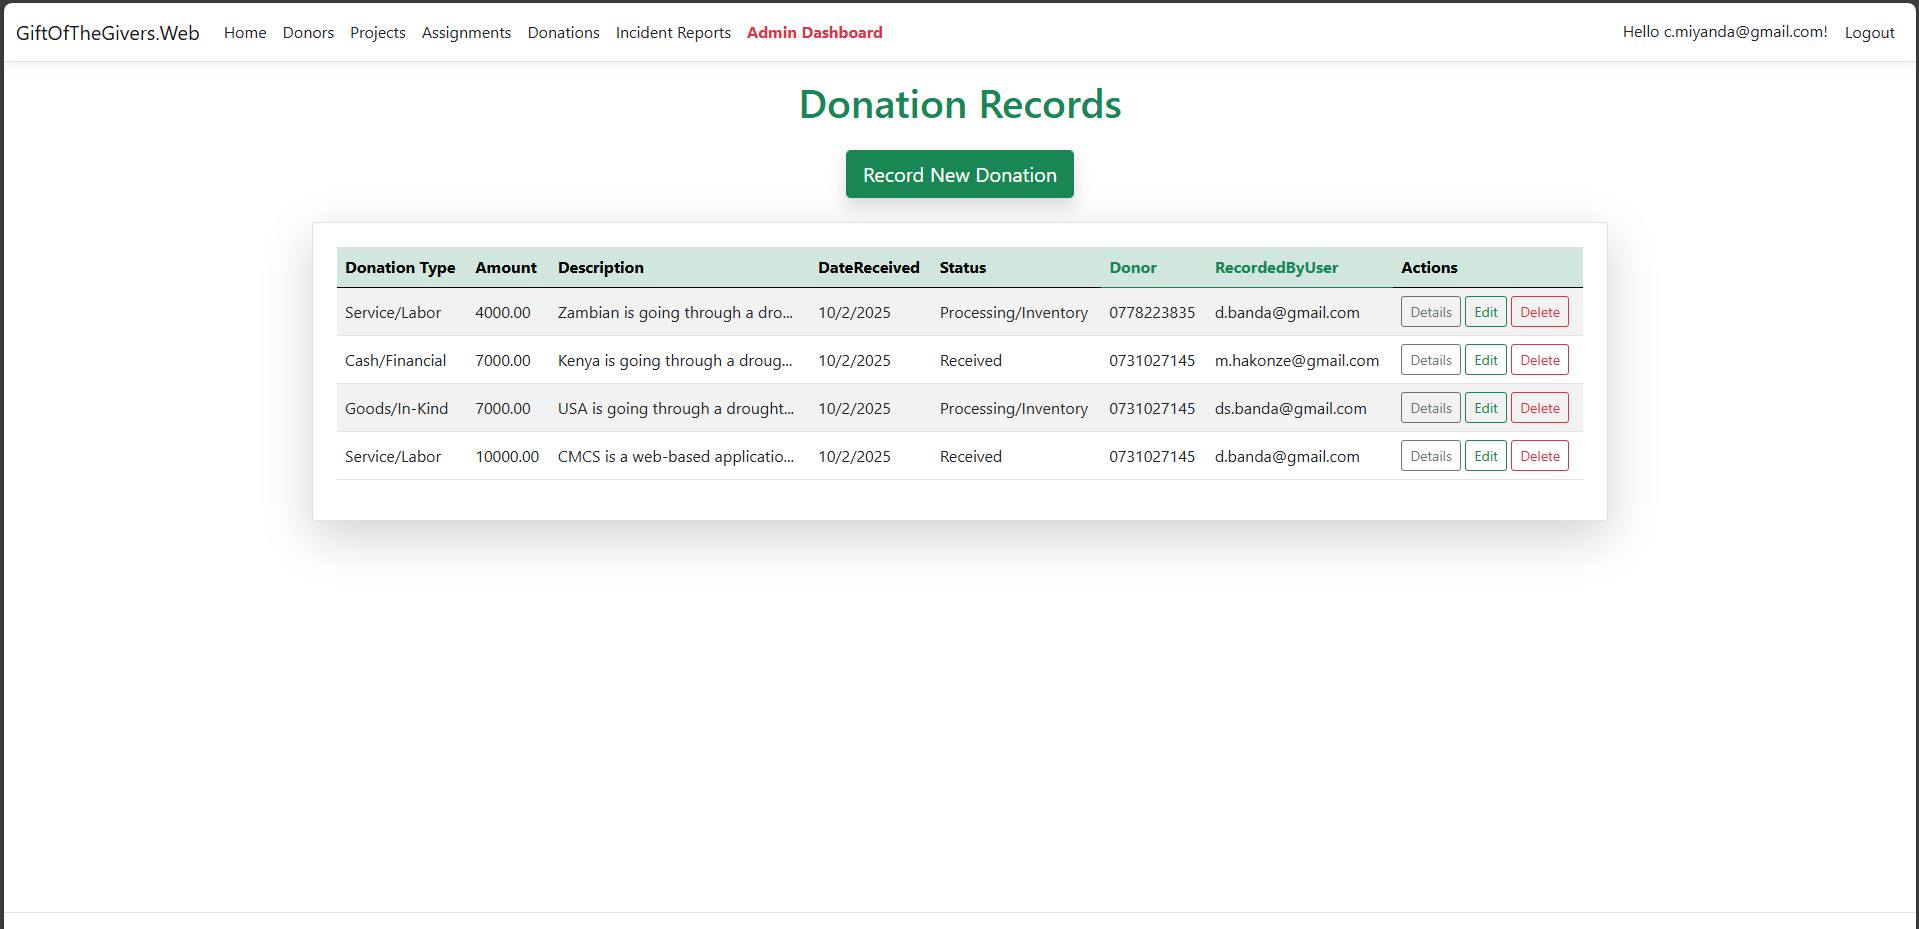 GiftOfTheGivers.Web Home Donors Projects Assignments Donations Incident Reports Admin Dashboard Hello c.miyanda@gmail.com! Logout
Donation Records
Record New Donation
Donation Type Amount Description DateReceived Status Donor RecordedByUser Actions
Service/Labor 4000.00 Zambian is going through a dro... 10/2/2025 Processing/Inventory 0778223835 d.banda@gmail.com Details Edit Delete
Cash/Financial 7000.00 Kenya is going through a droug... 10/2/2025 Received 0731027145 m.hakonze@gmail.com Details Edit Delete
Goods/In-Kind 7000.00 USA is going through a drought... 10/2/2025 Processing/Inventory 0731027145 ds.banda@gmail.com Details Edit Delete
Service/Labor 10000.00 CMCS is a web-based applicatio... 10/2/2025 Received 0731027145 d.banda@gmail.com Details Edit Delete